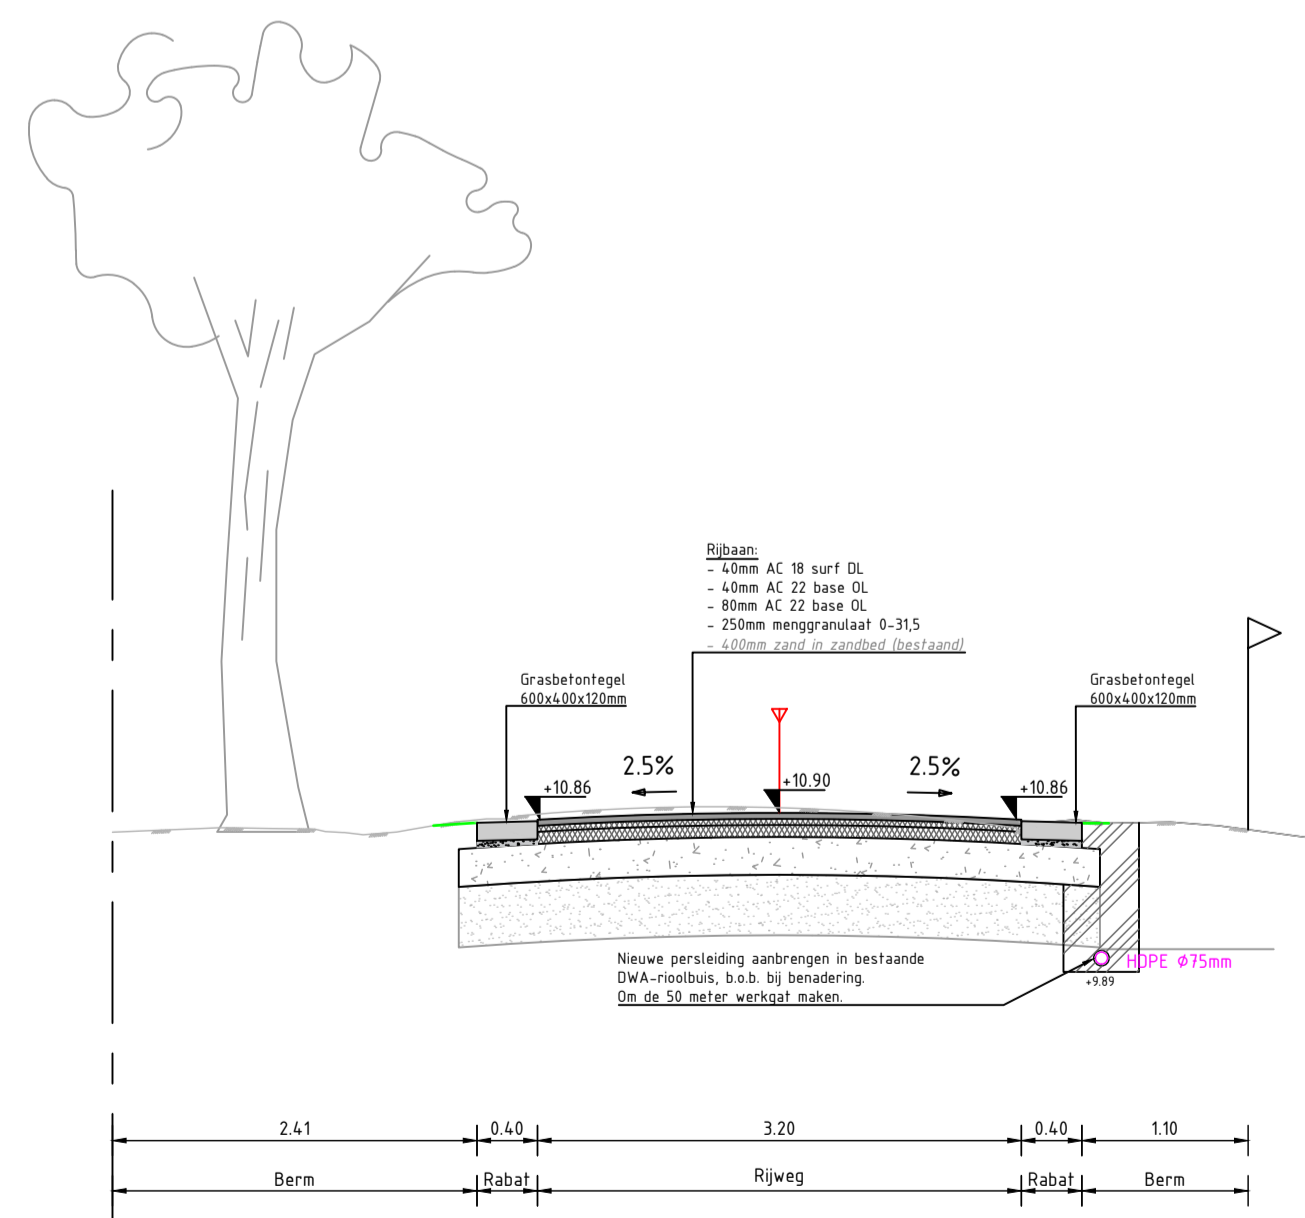 Rijbaan:
- 40mm AC 18 surf DL
- 40mm AC 22 base OL
- 80mm AC 22 base OL
- 250mm menggranulaat 0-31,5
- 400mm zand in zandbed (bestaand)
Grasbetontegel
600x400x120mm
Grasbetontegel
600x400x120mm
2.5%
2.5%
+10.86
+10.90
+10.86
Nieuwe persleiding aanbrengen in bestaande
DWA-rioolbuis, b.o.b. bij benadering.
Om de 50 meter werkgat maken.
HDPE Ø75mm
+9.89
2.41 0.40 3.20 0.40 1.10
Berm Rabat Rijweg Rabat Berm